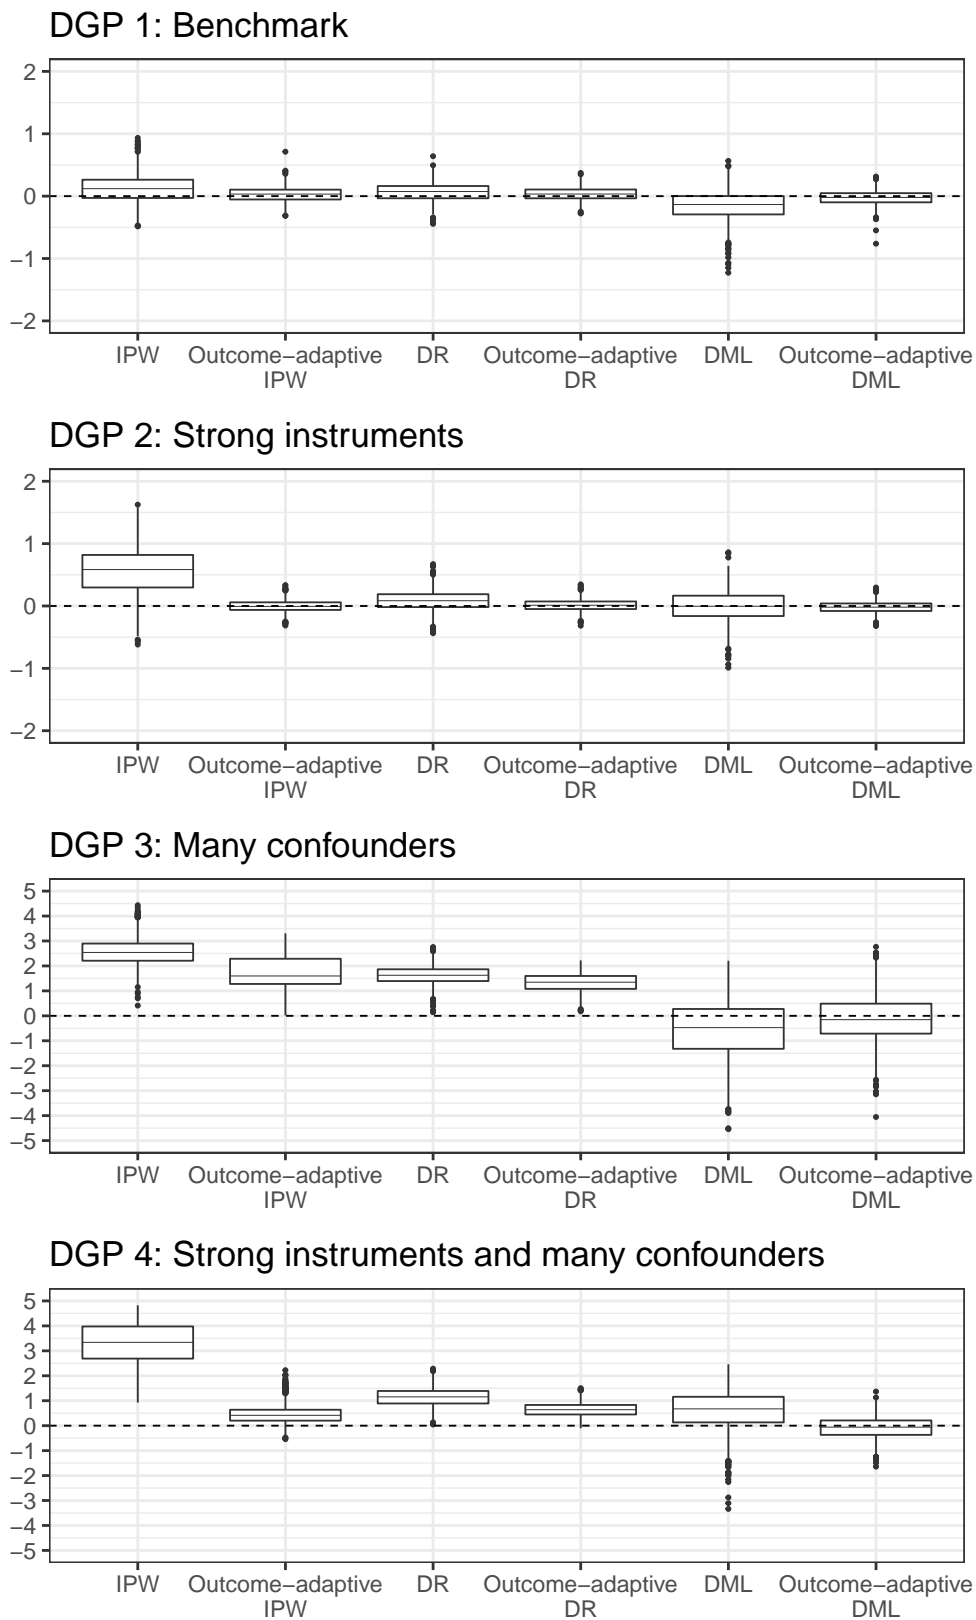 DGP 1: Benchmark
2
1
0
−1
−2
IPW Outcome−adaptive DR Outcome−adaptive DML Outcome−adaptive
IPW DR DML
DGP 2: Strong instruments
2
1
0
−1
−2
IPW Outcome−adaptive DR Outcome−adaptive DML Outcome−adaptive
IPW DR DML
DGP 3: Many confounders
5
4
3
2
1
0
−1
−2
−3
−4
−5
IPW Outcome−adaptive DR Outcome−adaptive DML Outcome−adaptive
IPW DR DML
DGP 4: Strong instruments and many confounders
5
4
3
2
1
0
−1
−2
−3
−4
−5
IPW Outcome−adaptive DR Outcome−adaptive DML Outcome−adaptive
IPW DR DML